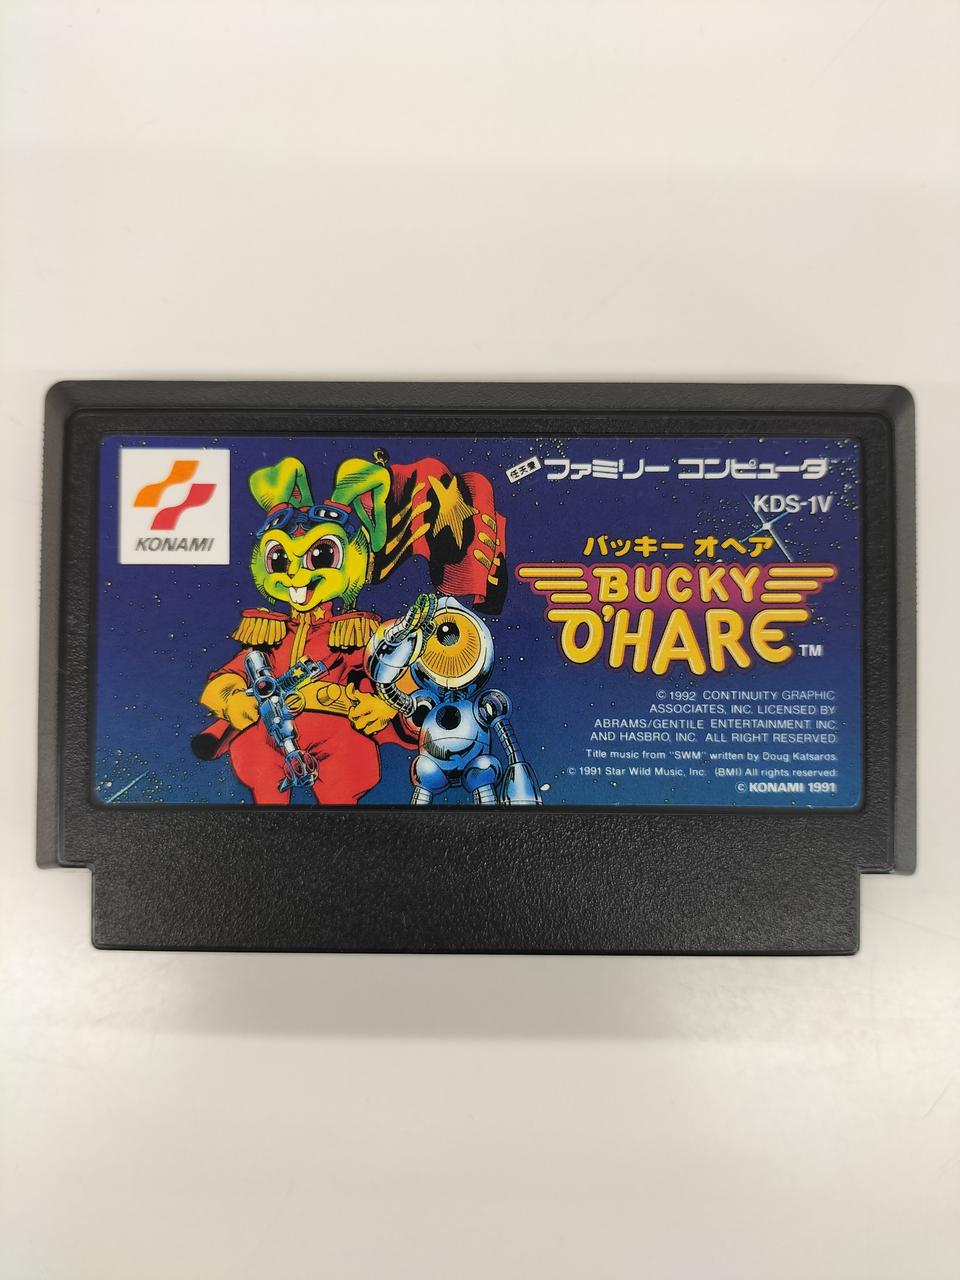 KONAMI
任天堂 ファミリー コンピュータ
KDS-1V
バッキー オヘア
BUCKY
O'HARE TM
© 1992 CONTINUITY GRAPHIC
ASSOCIATES, INC. LICENSED BY
ABRAMS/GENTILE ENTERTAINMENT INC.
AND HASBRO, INC. ALL RIGHT RESERVED
Title music from "SWM" written by Doug Katsaros
© 1991 Star Wild Music, Inc. (BMI) All rights reserved.
© KONAMI 1991